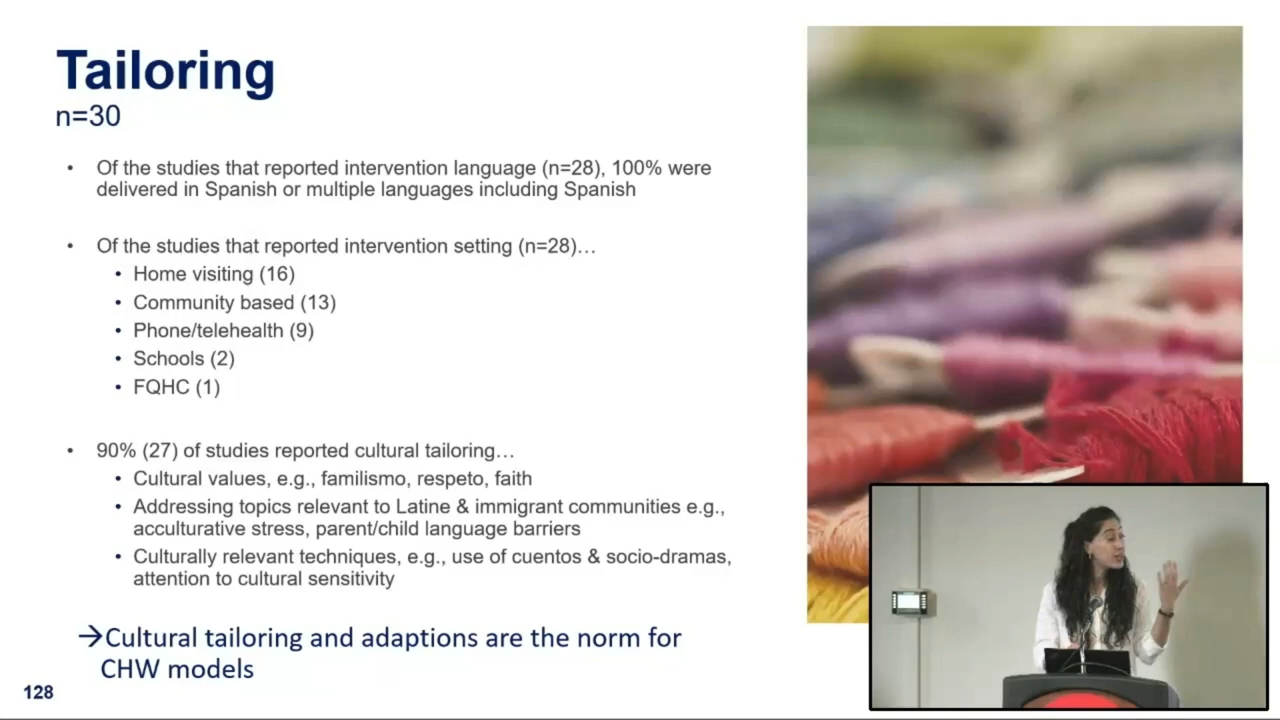 Tailoring
n=30
• Of the studies that reported intervention language (n=28), 100% were
delivered in Spanish or multiple languages including Spanish
• Of the studies that reported intervention setting (n=28)…
• Home visiting (16)
• Community based (13)
• Phone/telehealth (9)
• Schools (2)
• FQHC (1)
• 90% (27) of studies reported cultural tailoring…
• Cultural values, e.g., familismo, respeto, faith
• Addressing topics relevant to Latine & immigrant communities e.g.,
acculturative stress, parent/child language barriers
• Culturally relevant techniques, e.g., use of cuentos & socio-dramas,
attention to cultural sensitivity
→Cultural tailoring and adaptions are the norm for
CHW models
128